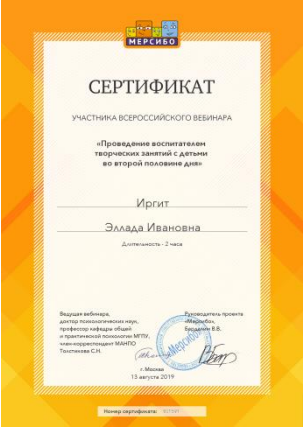 МЕРСИБО
СЕРТИФИКАТ
УЧАСТНИКА ВСЕРОССИЙСКОГО ВЕБИНАРА
«Проведение воспитателем
творческих занятий с детьми
во второй половине дня»
Иргит
Эллада Ивановна
Длительность - 2 часа
Ведущая вебинара,
доктор психологических наук,
профессор кафедры общей
и практической психологии МГПУ,
член-корреспондент МАНПО
Толстикова С.Н.
Руководитель проекта
«Мерсибо»,
В.В.
«Мерсибо»
г. Москва
13 августа 2019
Номер сертификата: